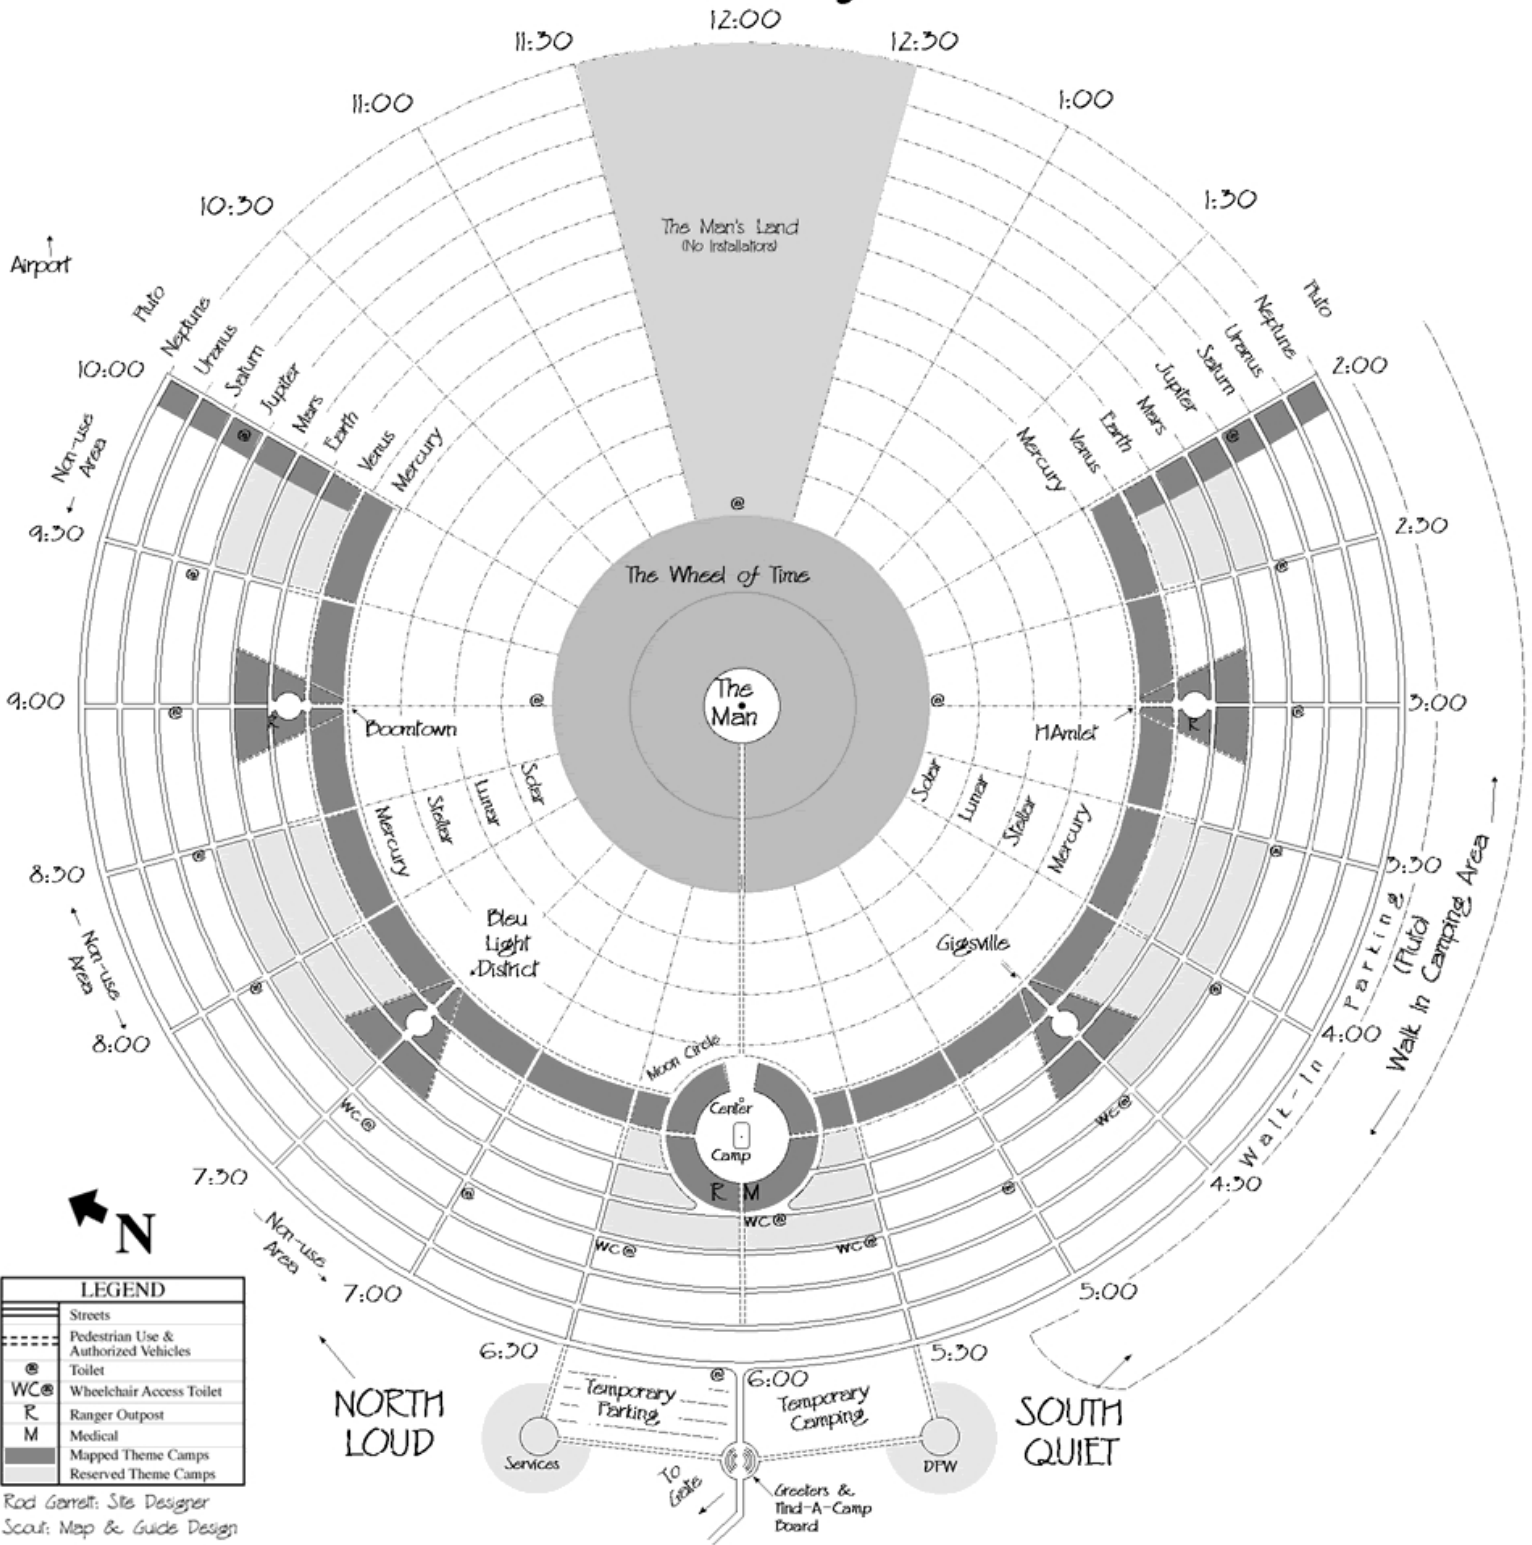 12:00
11:30
12:30
11:00
1:00
10:30
1:30
The Man's Land
(No Installations)
Airport
Pluto
Neptune
Uranus
Saturn
Jupiter
Mars
Earth
Venus
Mercury
Mercury
Venus
Earth
Mars
Jupiter
Saturn
Uranus
Neptune
Pluto
10:00
2:00
Non-use
Area
9:30
2:30
@
@
@
The Wheel of Time
@
@
The
Man
9:00
3:00
@
@
@
@
R
R
Boomtown
HAmlet
Solar
Lunar
Stellar
Mercury
Solar
Lunar
Stellar
Mercury
8:30
3:30
@
@
Bleu
Light
District
Gigsville
Non-use
Area
@
@
8:00
4:00
Walk-In Parking
(Pluto)
Walk In Camping Area
Moon Circle
Center
Camp
R M
WC@
WC@
7:30
4:30
@
@
WC@
WC@
WC@
N
Non-use
Area
7:00
5:00
6:30
5:30
@
6:00
Temporary
Parking
Temporary
Camping
NORTH
LOUD
SOUTH
QUIET
Services
DPW
To
Gate
Greeters &
Find-A-Camp
Board
LEGEND
Streets
Pedestrian Use &
Authorized Vehicles
@ Toilet
WC@ Wheelchair Access Toilet
R Ranger Outpost
M Medical
Mapped Theme Camps
Reserved Theme Camps
Rod Garrett: Site Designer
Scout: Map & Guide Design